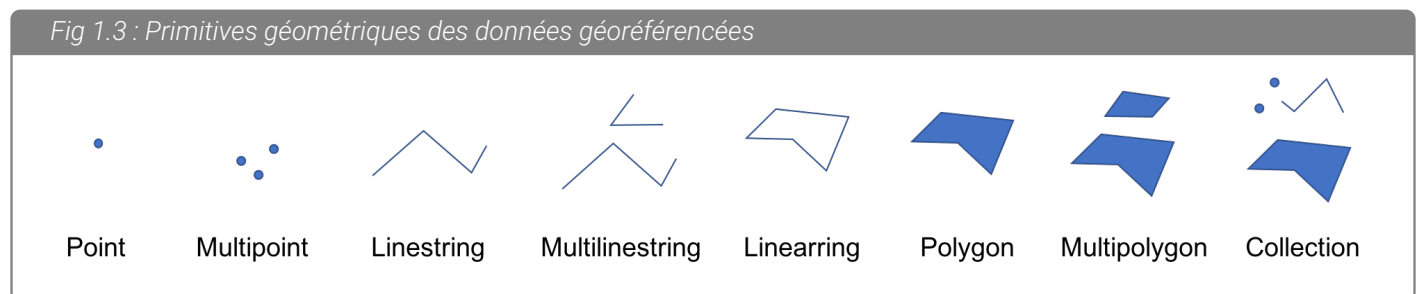 Fig 1.3 : Primitives géométriques des données géoréférencées
Point Multipoint Linestring Multilinestring Linearring Polygon Multipolygon Collection